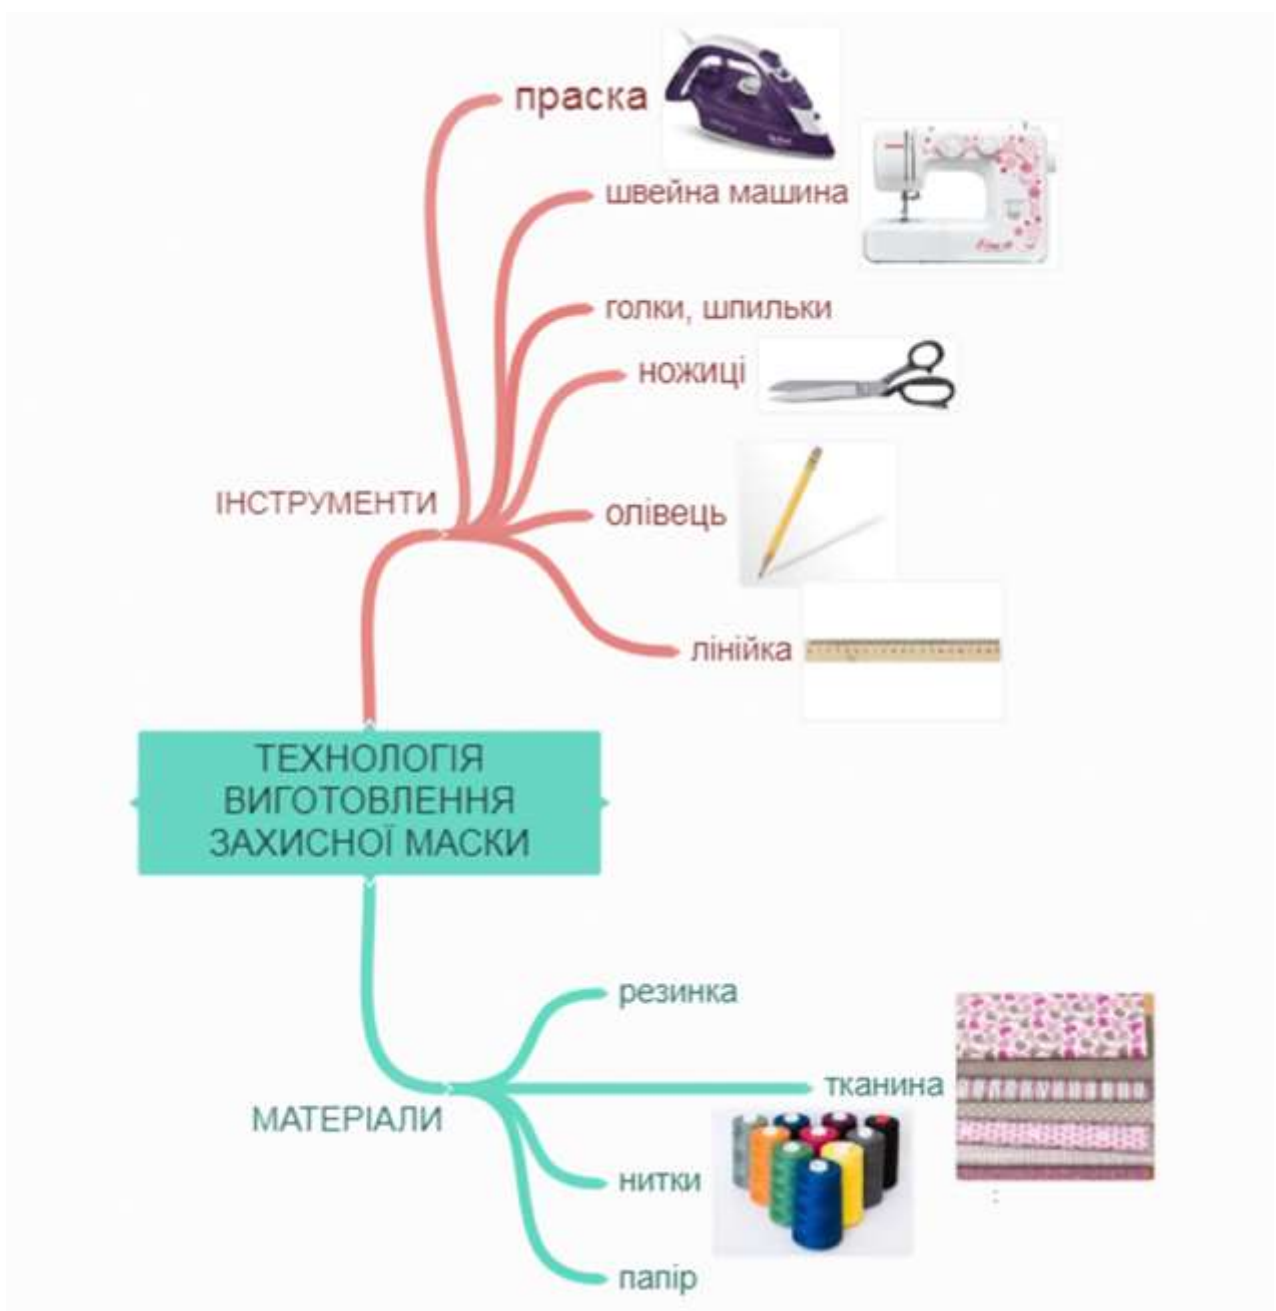 праска
швейна машина
голки, шпильки
ножиці
ІНСТРУМЕНТИ
олівець
лінійка
ТЕХНОЛОГІЯ
ВИГОТОВЛЕННЯ
ЗАХИСНОЇ МАСКИ
резинка
тканина
МАТЕРІАЛИ
нитки
:
папір